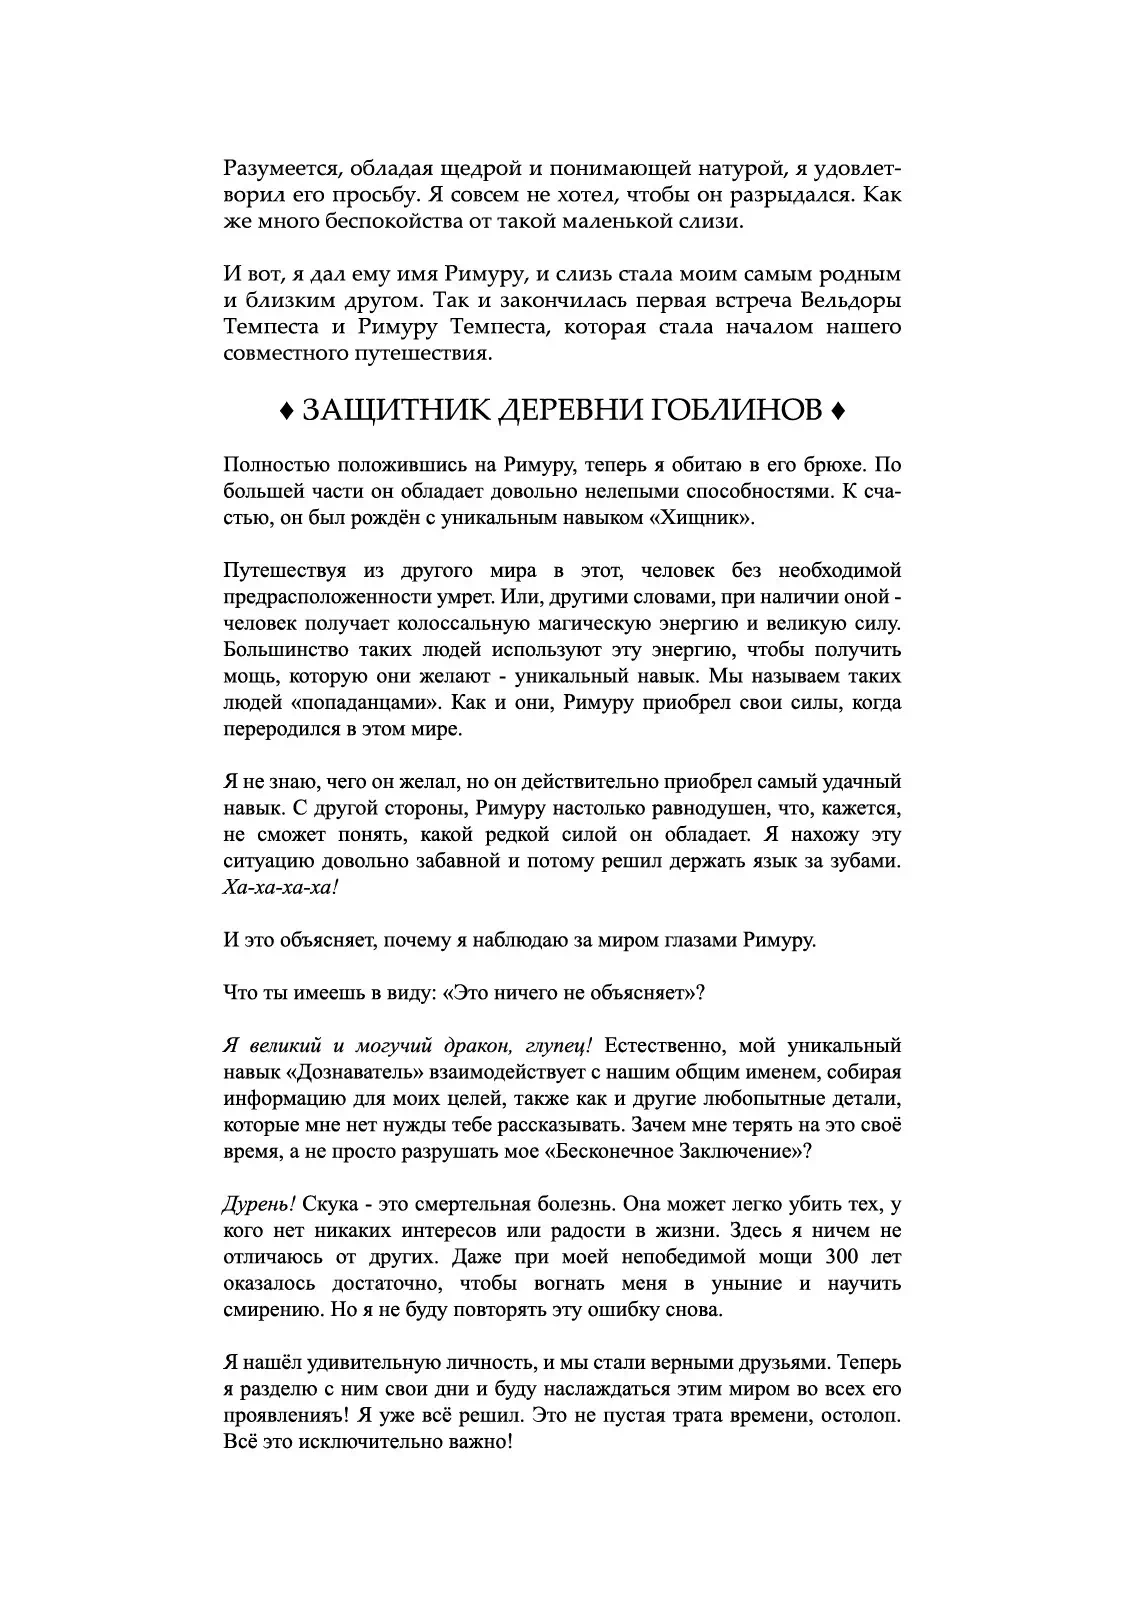 Разумеется, обладая щедрой и понимающей натурой, я удовлет-
ворил его просьбу. Я совсем не хотел, чтобы он разрыдался. Как
же много беспокойства от такой маленькой слизи.
И вот, я дал ему имя Римуру, и слизь стала моим самым родным
и близким другом. Так и закончилась первая встреча Вельдоры
Темпеста и Римуру Темпеста, которая стала началом нашего
совместного путешествия.
♦ ЗАЩИТНИК ДЕРЕВНИ ГОБЛИНОВ ♦
Полностью положившись на Римуру, теперь я обитаю в его брюхе. По
большей части он обладает довольно нелепыми способностями. К сча-
стью, он был рождён с уникальным навыком «Хищник».
Путешествуя из другого мира в этот, человек без необходимой
предрасположенности умрет. Или, другими словами, при наличии оной -
человек получает колоссальную магическую энергию и великую силу.
Большинство таких людей используют эту энергию, чтобы получить
мощь, которую они желают - уникальный навык. Мы называем таких
людей «попаданцами». Как и они, Римуру приобрел свои силы, когда
переродился в этом мире.
Я не знаю, чего он желал, но он действительно приобрел самый удачный
навык. С другой стороны, Римуру настолько равнодушен, что, кажется,
не сможет понять, какой редкой силой он обладает. Я нахожу эту
ситуацию довольно забавной и потому решил держать язык за зубами.
Ха-ха-ха-ха!
И это объясняет, почему я наблюдаю за миром глазами Римуру.
Что ты имеешь в виду: «Это ничего не объясняет»?
Я великий и могучий дракон, глупец! Естественно, мой уникальный
навык «Дознаватель» взаимодействует с нашим общим именем, собирая
информацию для моих целей, также как и другие любопытные детали,
которые мне нет нужды тебе рассказывать. Зачем мне терять на это своё
время, а не просто разрушать мое «Бесконечное Заключение»?
Дурень! Скука - это смертельная болезнь. Она может легко убить тех, у
кого нет никаких интересов или радости в жизни. Здесь я ничем не
отличаюсь от других. Даже при моей непобедимой мощи 300 лет
оказалось достаточно, чтобы вогнать меня в уныние и научить
смирению. Но я не буду повторять эту ошибку снова.
Я нашёл удивительную личность, и мы стали верными друзьями. Теперь
я разделю с ним свои дни и буду наслаждаться этим миром во всех его
проявленияъ! Я уже всё решил. Это не пустая трата времени, остолоп.
Всё это исключительно важно!